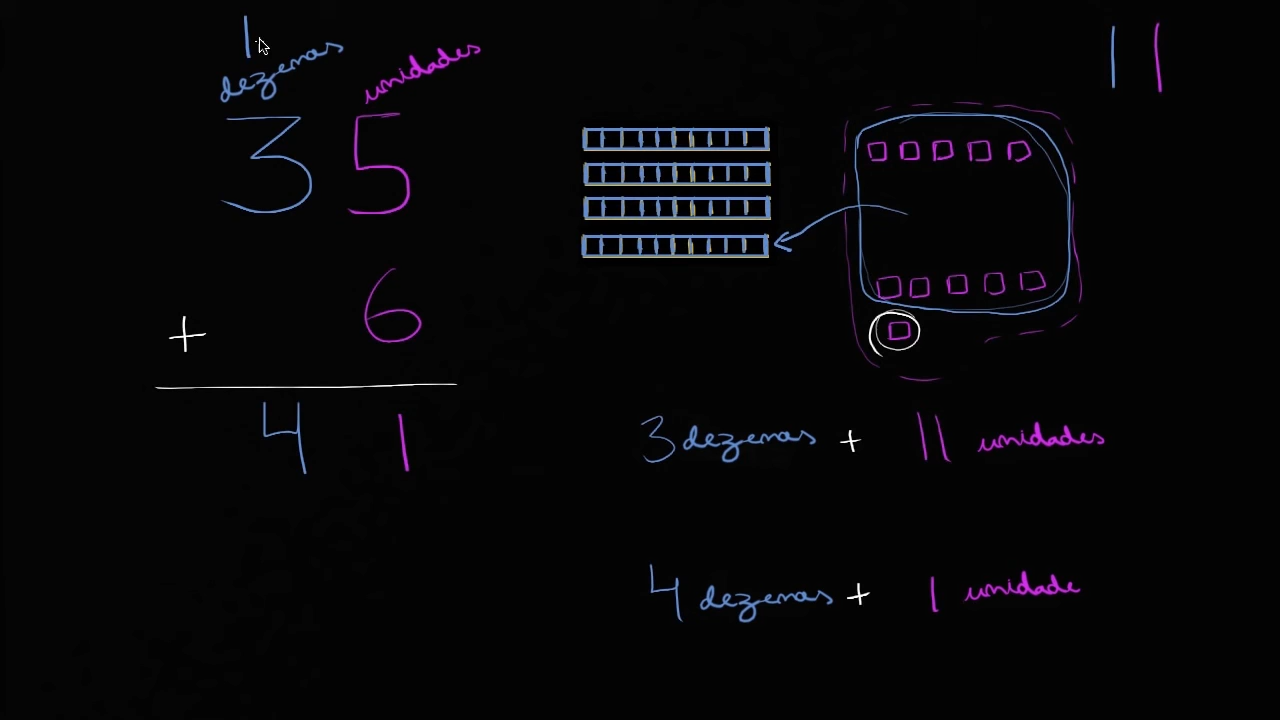 1
dezenas unidades
35
+ 6
41
11
3 dezenas + 11 unidades
4 dezenas + 1 unidade